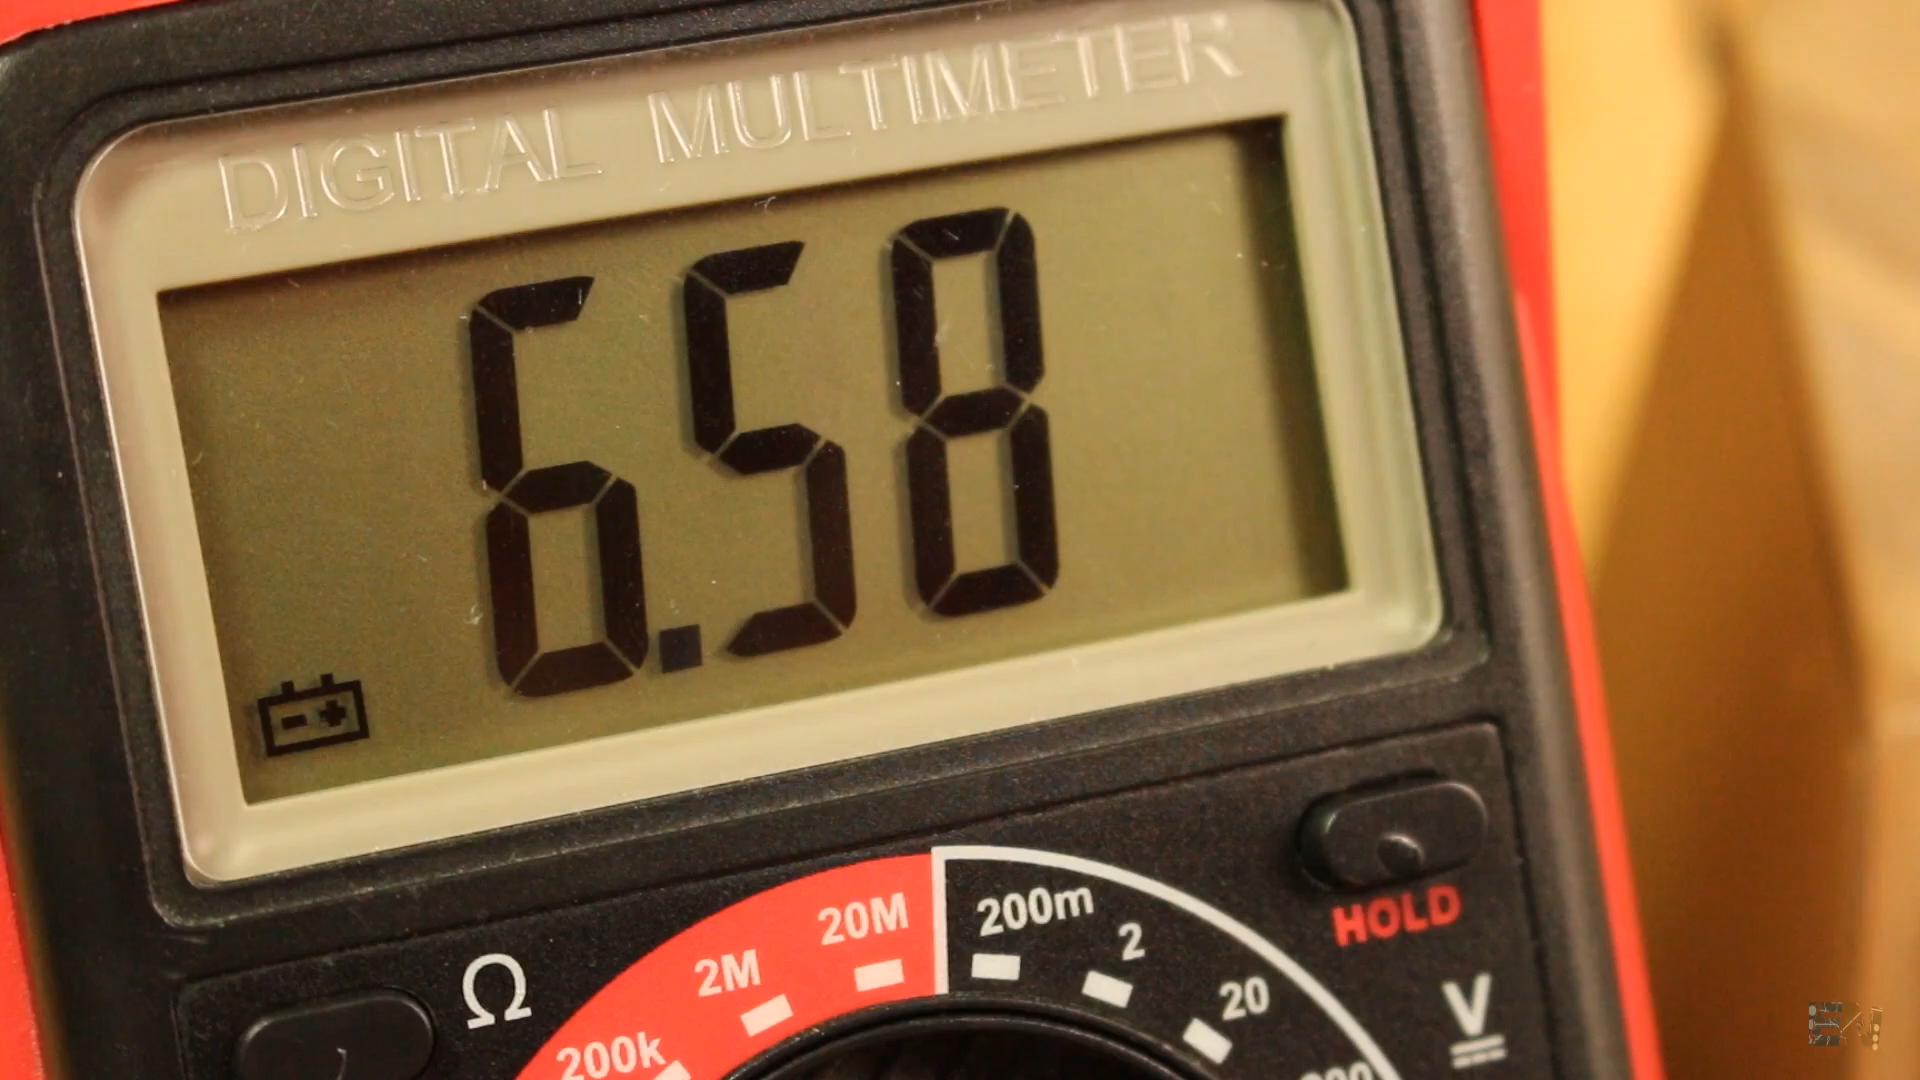 DIGITAL MULTIMETER
6.58
- +
HOLD
Ω
200k
2M
20M
200m
2
20
V